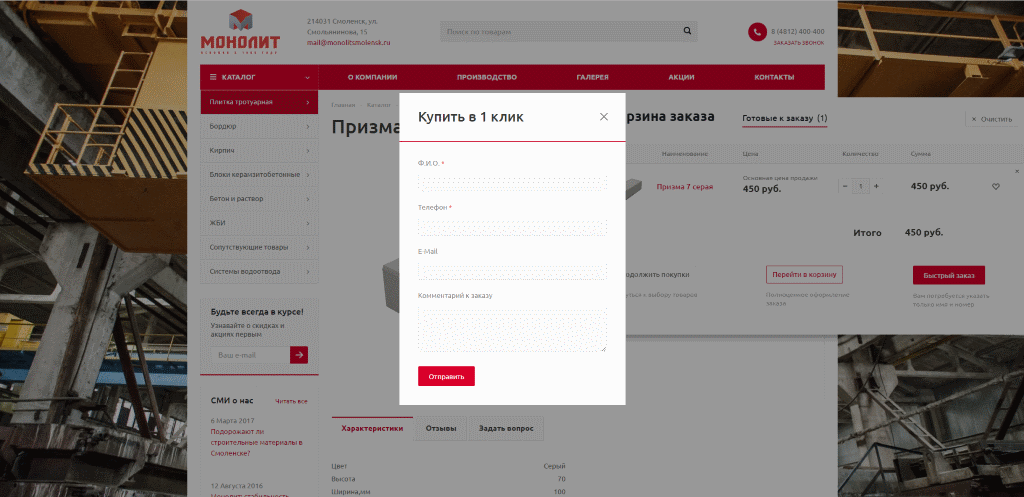 МОНОЛИТ
214031 Смоленск, ул.
Смольянинова, 15
mail@monolitsmolensk.ru
Поиск по товарам
8 (4812) 400-400
ЗАКАЗАТЬ ЗВОНОК
КАТАЛОГ
О КОМПАНИИ
ПРОИЗВОДСТВО
ГАЛЕРЕЯ
АКЦИИ
КОНТАКТЫ
Плитка тротуарная
Бордюр
Кирпич
Блоки керамзитобетонные
Бетон и раствор
ЖБИ
Сопутствующие товары
Системы водоотвода
Будьте всегда в курсе!
Узнавайте о скидках и
акциях первым
Ваш e-mail
СМИ о нас
Читать все
6 Марта 2017
Подорожают ли
строительные материалы в
Смоленске?
12 Августа 2016
Монолит: стабильность
Главная
Каталог
Призма
Купить в 1 клик
Ф.И.О. *
Телефон *
E-Mail
Комментарий к заказу
Отправить
рзина заказа
Готовые к заказу (1)
Очистить
Наименование
Цена
Количество
Сумма
Призма 7 серая
Основная цена продажи
450 руб.
− 1 +
450 руб.
Итого
450 руб.
одолжить покупки
уться к выбору товаров
Перейти в корзину
Полноценное оформление
заказа
Быстрый заказ
Вам потребуется указать
только имя и номер
Характеристики
Отзывы
Задать вопрос
Цвет
Серый
Высота
70
Ширина,мм
100